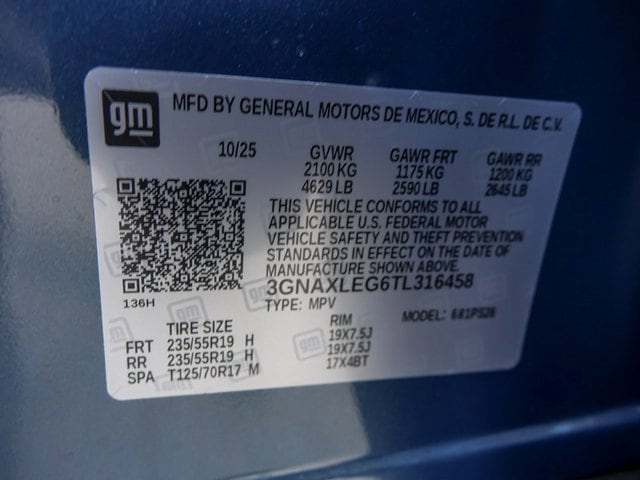 gm
MFD BY GENERAL MOTORS DE MEXICO, S. DE R.L. DE C.V.
10/25 GVWR GAWR FRT GAWR RR
2100 KG 1175 KG 1200 KG
4629 LB 2590 LB 2645 LB
THIS VEHICLE CONFORMS TO ALL
APPLICABLE U.S. FEDERAL MOTOR
VEHICLE SAFETY AND THEFT PREVENTION
STANDARDS IN EFFECT ON THE DATE OF
MANUFACTURE SHOWN ABOVE.
136H
3GNAXLEG6TL316458
TYPE: MPV MODEL:
TIRE SIZE RIM
FRT 235/55R19 H 19X7.5J
RR 235/55R19 H 19X7.5J
SPA T125/70R17 M 17X4BT